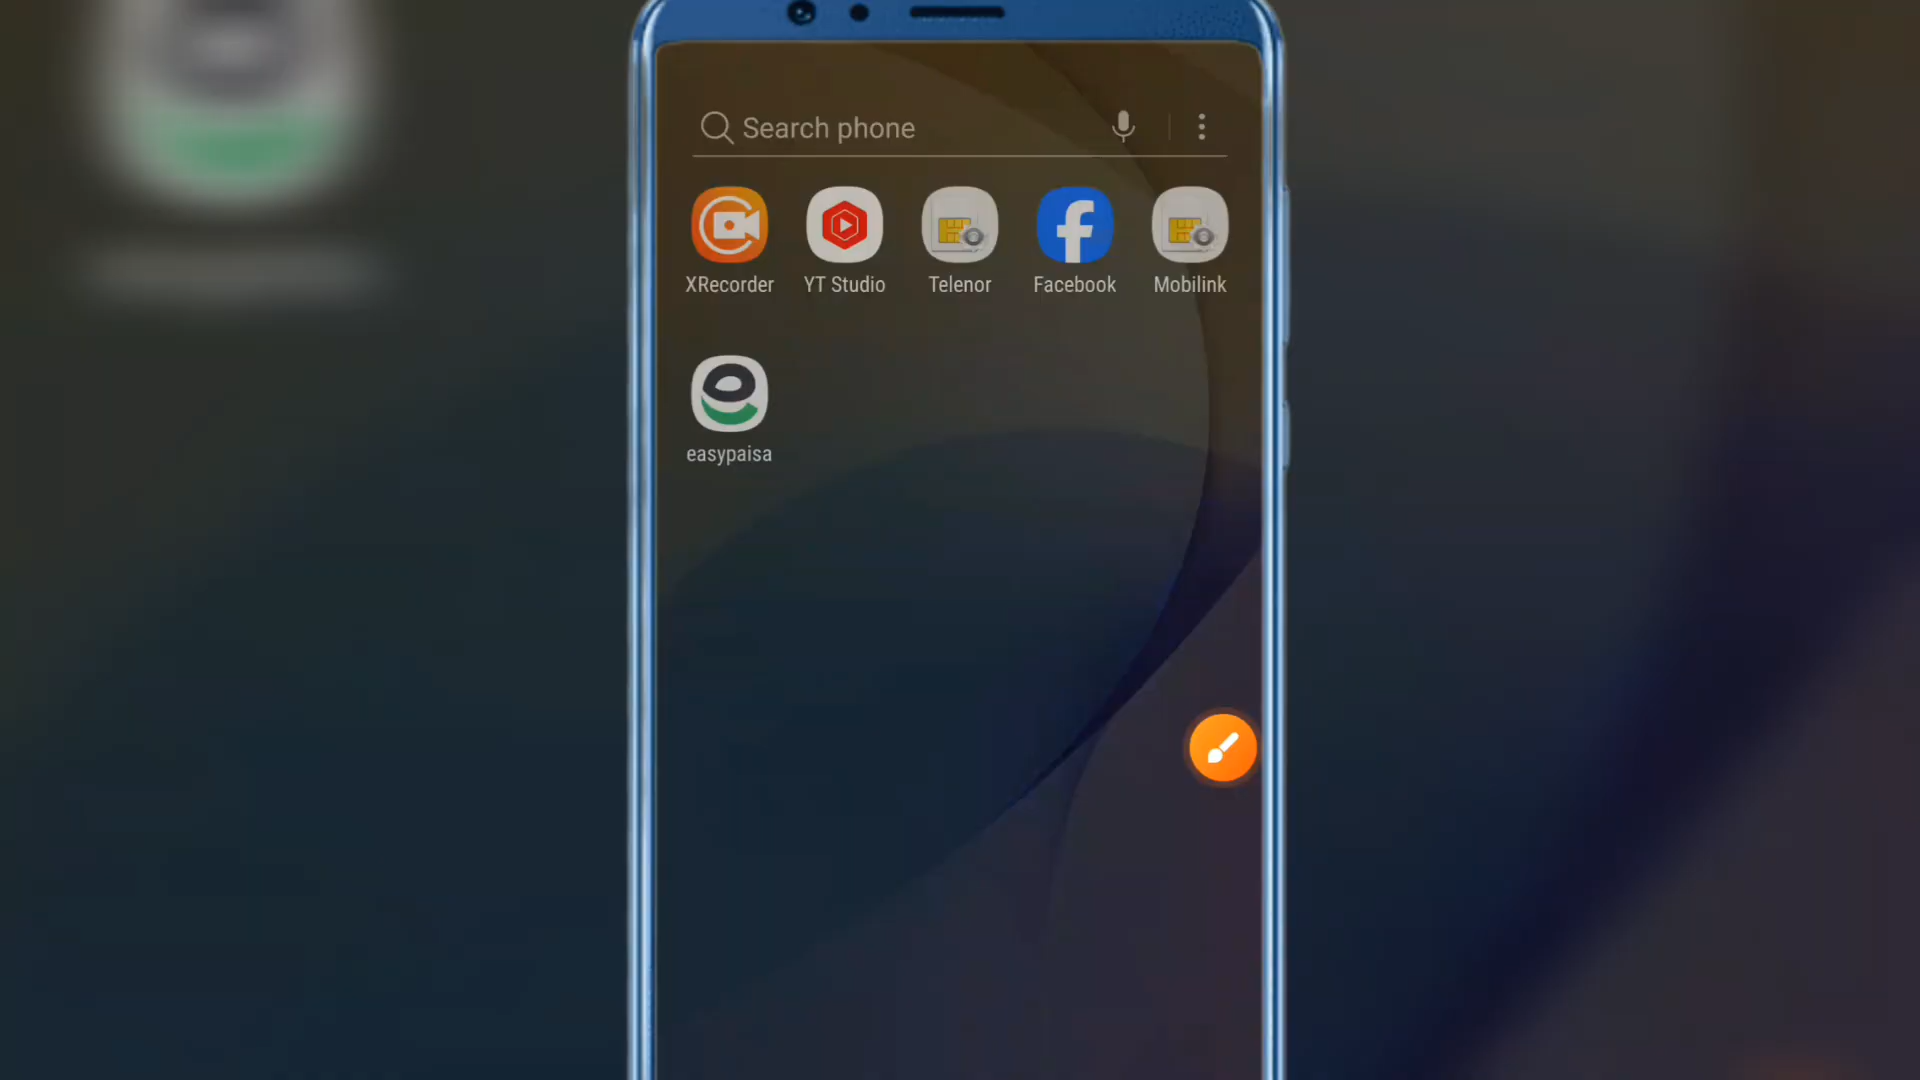 Search phone
XRecorder YT Studio Telenor Facebook Mobilink
easypaisa